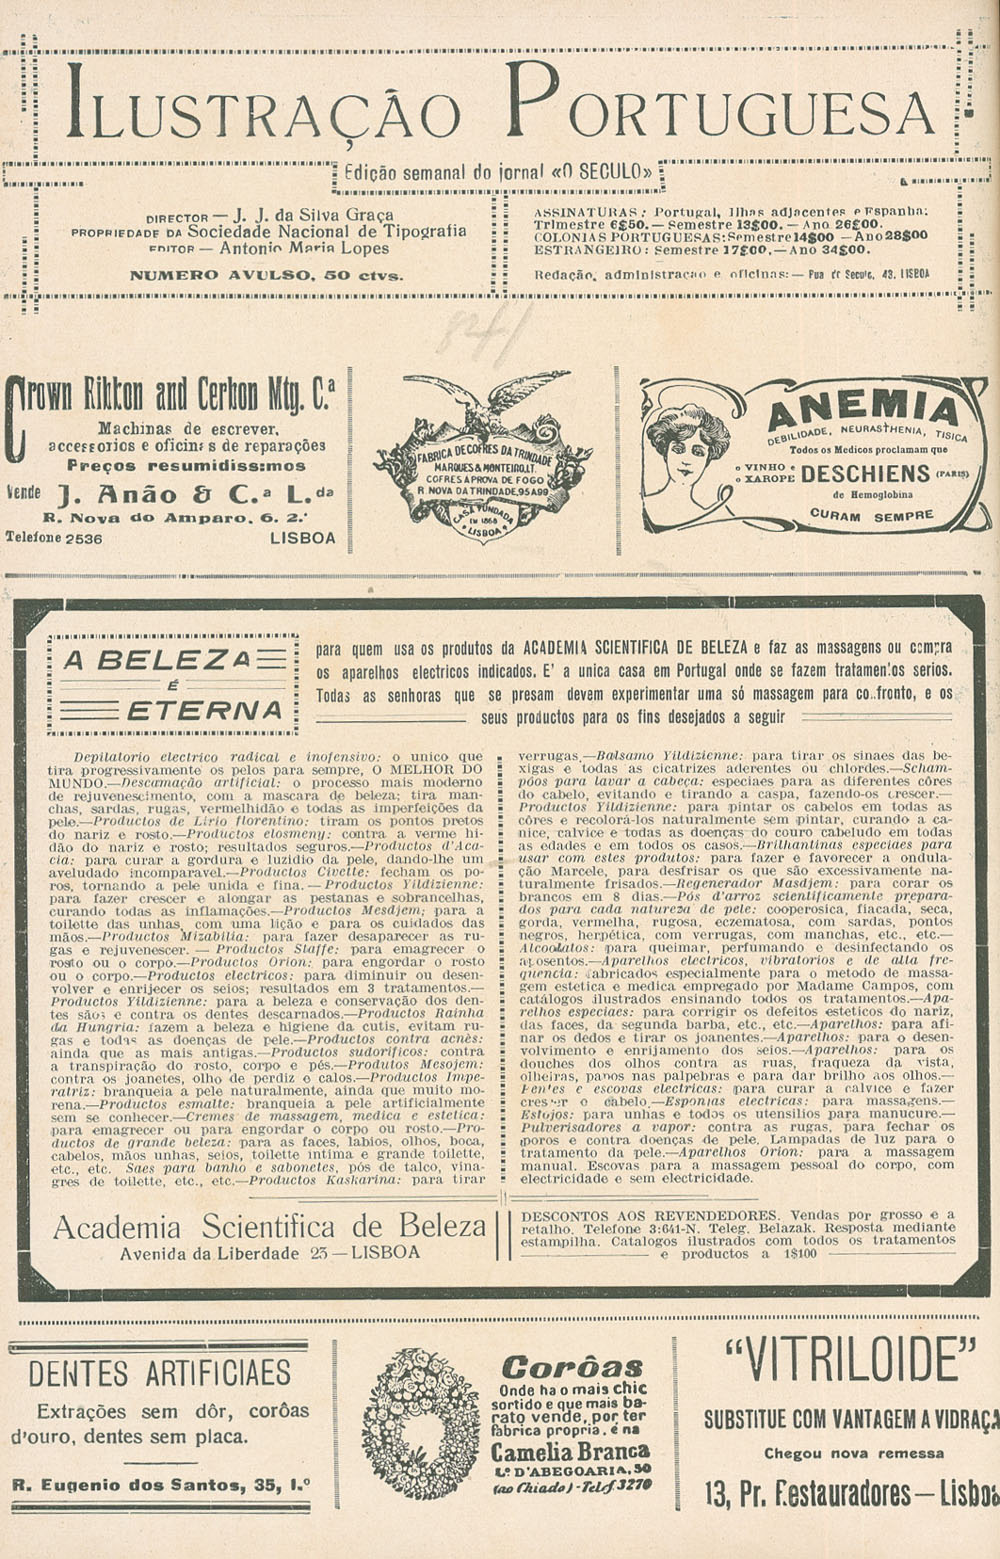 ILUSTRAÇÃO PORTUGUESA
Edição semanal do jornal «O SECULO»
DIRECTOR — J. J. da Silva Graça
PROPRIEDADE DA Sociedade Nacional de Tipografia
EDITOR — Antonio Maria Lopes
NUMERO AVULSO, 50 ctvs.
ASSINATURAS: Portugal, Ilhas adjacentes e Espanha:
Trimestre 6$50. — Semestre 13$00. — Ano 26$00.
COLONIAS PORTUGUESAS: Semestre 14$00 — Ano 28$00
ESTRANGEIRO: Semestre 17$00. — Ano 34$00.
Redação, administração e oficinas: — Rua do Seculo, 43, LISBOA
Crown Ribbon and Cerbon Mtg. C.ª
Machinas de escrever,
accessorios e oficinas de reparações
Preços resumidissimos
Vende J. Anão & C.ª L.da
R. Nova do Amparo, 6. 2.º
Telefone 2536 LISBOA
FABRICA DE COFRES DA TRINDADE
MARQUES & MONTEIRO, LT.
COFRES A PROVA DE FOGO
R. NOVA DA TRINDADE, 95 A 99
CASA FUNDADA
EM 1868
LISBOA
ANEMIA
DEBILIDADE, NEURASTHENIA, TISICA
Todos os Medicos proclamam que
o VINHO e
o XAROPE DESCHIENS (PARIS)
de Hemoglobina
CURAM SEMPRE
A BELEZA
É
ETERNA
para quem usa os produtos da ACADEMIA SCIENTIFICA DE BELEZA e faz as massagens ou compra
os aparelhos electricos indicados. E' a unica casa em Portugal onde se fazem tratamentos serios.
Todas as senhoras que se presam devem experimentar uma só massagem para confronto, e os
seus productos para os fins desejados a seguir
Depilatorio electrico radical e inofensivo: o unico que
tira progressivamente os pelos para sempre, O MELHOR DO
MUNDO.—Descamação artificial: o processo mais moderno
de rejuvenescimento, com a mascara de beleza; tira man-
chas, sardas, rugas, vermelhidão e todas as imperfeições da
pele.—Productos de Lirio florentino: tiram os pontos pretos
do nariz e rosto.—Productos elosmeny: contra a verme hi-
dão do nariz e rosto; resultados seguros.—Productos d'Aca-
cia: para curar a gordura e luzidio da pele, dando-lhe um
aveludado incomparavel.—Productos Civette: fecham os po-
ros, tornando a pele unida e fina.—Productos Yildizienne:
para fazer crescer e alongar as pestanas e sobrancelhas,
curando todas as inflamações.—Productos Mesdjem; para a
toilette das unhas, com uma lição e para os cuidados das
mãos.—Productos Mizabilia: para fazer desaparecer as ru-
gas e rejuvenescer.—Productos Staffe: para emagrecer o
rosto ou o corpo.—Productos Orion: para engordar o rosto
ou o corpo.—Productos electricos: para diminuir ou desen-
volver e enrijecer os seios; resultados em 3 tratamentos.—
Productos Yildizienne: para a beleza e conservação dos den-
tes sãos e contra os dentes descarnados.—Productos Rainha
da Hungria: fazem a beleza e higiene da cutis, evitam ru-
gas e todas as doenças de pele.—Productos contra acnès:
ainda que as mais antigas.—Productos sudorificos: contra
a transpiração do rosto, corpo e pés.—Produtos Mesojem:
contra os joanetes, olho de perdiz e calos.—Productos Impe-
ratriz: branqueia a pele naturalmente, ainda que muito mo-
rena.—Productos esmalte: branqueia a pele artificialmente
sem se conhecer.—Cremes de massagem, medica e estetica:
para emagrecer ou para engordar o corpo ou rosto.—Pro-
ductos de grande beleza: para as faces, labios, olhos, boca,
cabelos, mãos unhas, seios, toilette intima e grande toilette,
etc., etc. Saes para banho e sabonetes, pós de talco, vina-
gres de toilette, etc., etc.—Productos Kaskarina: para tirar
verrugas.—Balsamo Yildizienne: para tirar os sinaes das be-
xigas e todas as cicatrizes aderentes ou chlordes.—Scham-
póos para lavar a cabeça: especiaes para as diferentes côres
do cabelo, evitando e tirando a caspa, fazendo-os crescer.—
Productos Yildizienne: para pintar os cabelos em todas as
côres e recolorá-los naturalmente sem pintar, curando a ca-
nice, calvice e todas as doenças do couro cabeludo em todas
as edades e em todos os casos.—Brilhantinas especiaes para
usar com estes produtos: para fazer e favorecer a ondula-
ção Marcele, para desfrisar os que são excessivamente na-
turalmente frisados.—Regenerador Masdjem: para corar os
brancos em 8 dias.—Pós d'arroz scientificamente prepara-
dos para cada natureza de pele: cooperosica, fiacada, seca,
gorda, vermelha, rugosa, eczematosa, com sardas, pontos
negros, herpética, com verrugas, com manchas, etc., etc.—
Alcoolatos: para queimar, perfumando e desinfectando os
aposentos.—Aparelhos electricos, vibratorios e de alta fre-
quencia: fabricados especialmente para o metodo de massa-
gem estetica e medica empregado por Madame Campos, com
catálogos ilustrados ensinando todos os tratamentos.—Apa-
relhos especiaes: para corrigir os defeitos esteticos do nariz,
das faces, da segunda barba, etc., etc.—Aparelhos: para afi-
nar os dedos e tirar os joanentes.—Aparelhos: para o desen-
volvimento e enrijamento dos seios.—Aparelhos: para os
douches dos olhos contra as ruas, fraqueza da vista,
olheiras, panos nas palpebras e para dar brilho aos olhos.—
Pentes e escovas electricas: para curar a calvice e fazer
crescer o cabelo.—Esponjas electricas: para massagens.—
Estojos: para unhas e todos os utensilios para manucure.—
Pulverisadores a vapor: contra as rugas, para fechar os
poros e contra doenças de pele. Lampadas de luz para o
tratamento da pele.—Aparelhos Orion: para a massagem
manual. Escovas para a massagem pessoal do corpo, com
electricidade e sem electricidade.
Academia Scientifica de Beleza
Avenida da Liberdade 23 — LISBOA
DESCONTOS AOS REVENDEDORES. Vendas por grosso e a
retalho. Telefone 3:641-N. Teleg. Belazak. Resposta mediante
estampilha. Catalogos ilustrados com todos os tratamentos
e productos a 1$100
DENTES ARTIFICIAES
Extrações sem dôr, corôas
d'ouro, dentes sem placa.
R. Eugenio dos Santos, 35, 1.º
Corôas
Onde ha o mais chic
sortido e que mais ba-
rato vende, por ter
fabrica propria, é na
Camelia Branca
L.º D'ABEGOARIA, 50
(ao Chiado) - Telf 3270
“VITRILOIDE”
SUBSTITUE COM VANTAGEM A VIDRAÇA
Chegou nova remessa
13, Pr. Restauradores — Lisboa